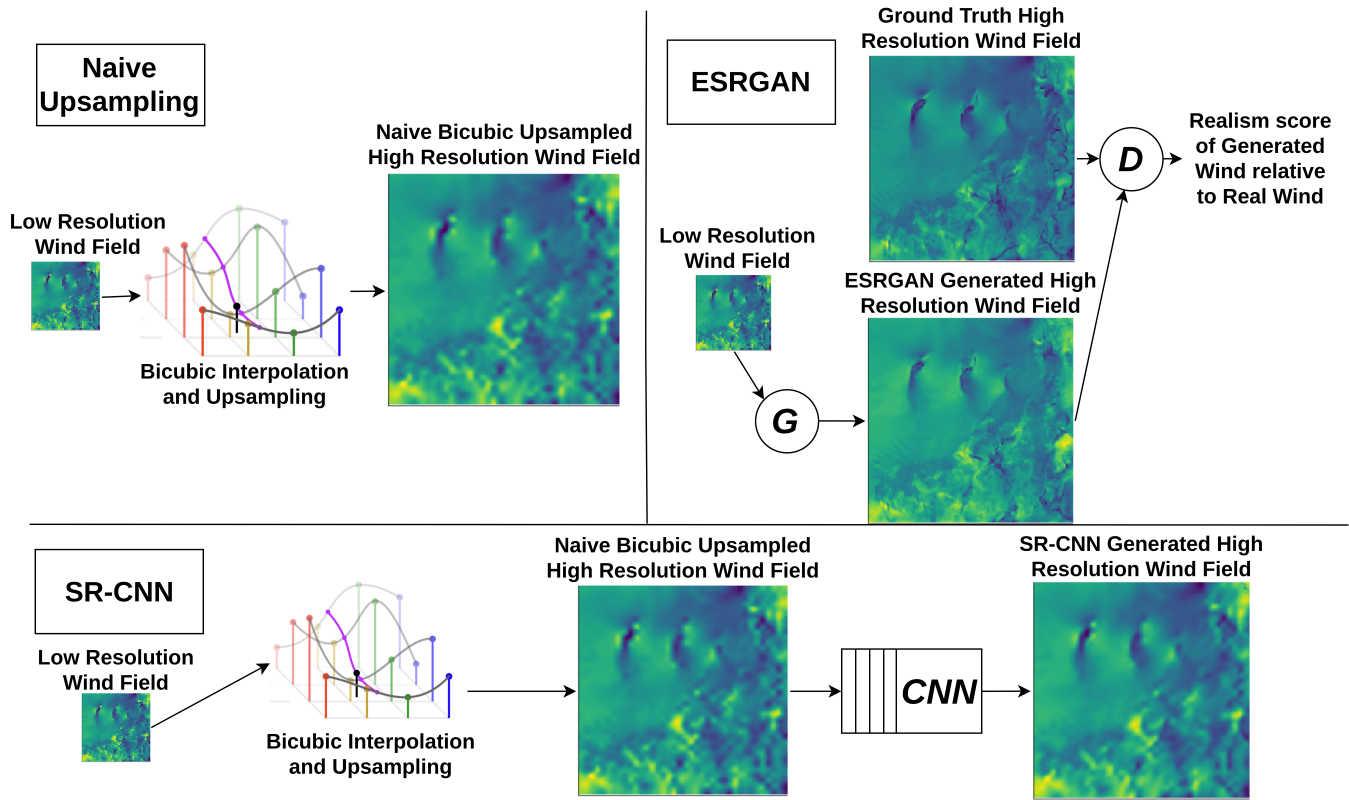 Naive
Upsampling
Low Resolution
Wind Field
Bicubic Interpolation
and Upsampling
Naive Bicubic Upsampled
High Resolution Wind Field
ESRGAN
Low Resolution
Wind Field
G
Ground Truth High
Resolution Wind Field
ESRGAN Generated High
Resolution Wind Field
D
Realism score
of Generated
Wind relative
to Real Wind
SR-CNN
Low Resolution
Wind Field
Bicubic Interpolation
and Upsampling
Naive Bicubic Upsampled
High Resolution Wind Field
CNN
SR-CNN Generated High
Resolution Wind Field